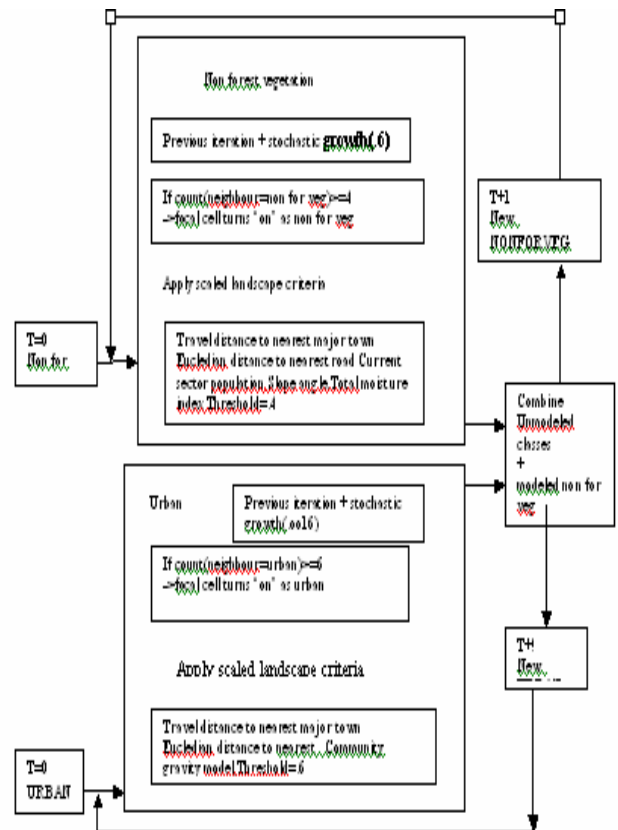 Non forest vegetation
Previous iteration + stochastic growth(.6)
If count(neighbour=non for veg)>=4
->focal cell turns "on" as non for veg
Apply scaled landscape criteria
Travel distance to nearest major town
Eucledian distance to nearest road Current
sector population,Slope angle,Total moisture
index.Threshold=.4
T=0
Non for
T+1
New
NONFORVEG
Combine
Unmodeled
classes
+
modeled non for
veg
Urban
Previous iteration + stochastic
growth(.oo16)
If count(neighbour=urban)>=6
->focal cell turns "on" as urban
Apply scaled landscape criteria
Travel distance to nearest major town
Eucledian distance to nearest Community
gravity model.Threshold=.6
T=0
URBAN
New